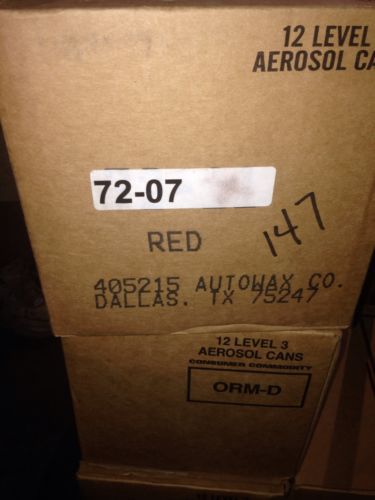 12 LEVEL
AEROSOL
72-07
RED
147
405215 AUTOWAX CO.
DALLAS, TX 75247
12 LEVEL 3
AEROSOL CANS
CONSUMER COMMODITY
ORM-D